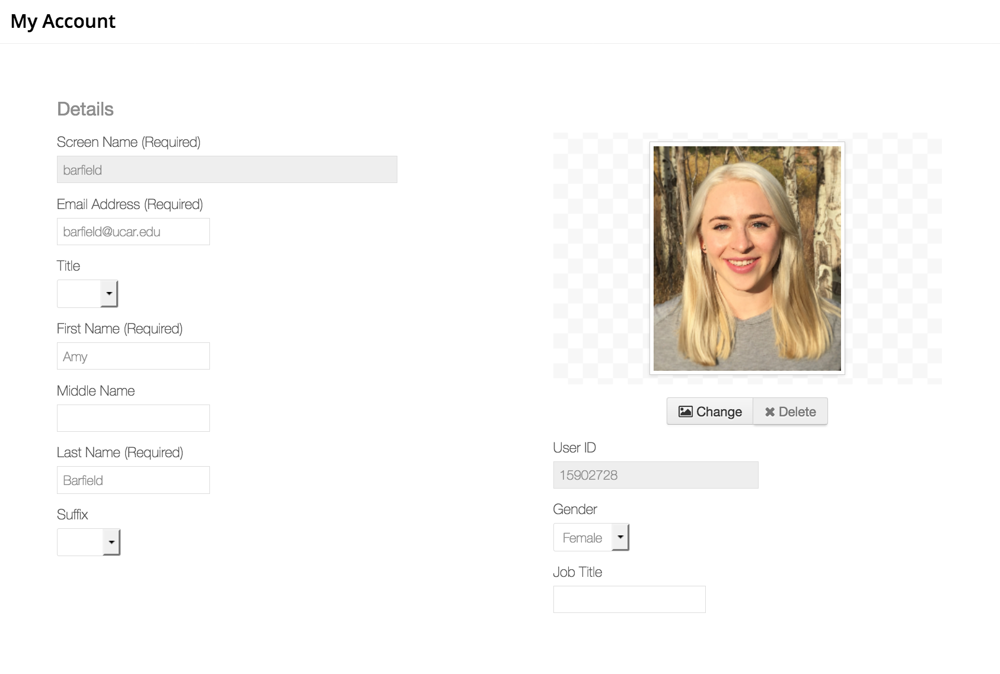 My Account
Details
Screen Name (Required)
barfield
Email Address (Required)
barfield@ucar.edu
Title
First Name (Required)
Amy
Middle Name
Last Name (Required)
Barfield
Suffix
Change
Delete
User ID
15902728
Gender
Female
Job Title